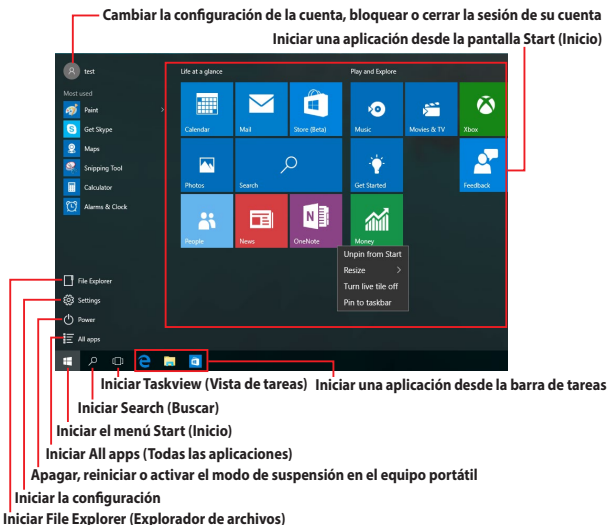 Cambiar la configuración de la cuenta, bloquear o cerrar la sesión de su cuenta
Iniciar una aplicación desde la pantalla Start (Inicio)
test
Life at a glance
Play and Explore
Most used
Paint
Get Skype
Maps
Snipping Tool
Calculator
Alarms & Clock
Calendar
Mail
Store (Beta)
Music
Movies & TV
Xbox
Photos
Search
Get Started
Feedback
People
News
OneNote
Money
Unpin from Start
Resize
Turn live tile off
Pin to taskbar
File Explorer
Settings
Power
All apps
Iniciar Taskview (Vista de tareas)
Iniciar una aplicación desde la barra de tareas
Iniciar Search (Buscar)
Iniciar el menú Start (Inicio)
Iniciar All apps (Todas las aplicaciones)
Apagar, reiniciar o activar el modo de suspensión en el equipo portátil
Iniciar la configuración
Iniciar File Explorer (Explorador de archivos)